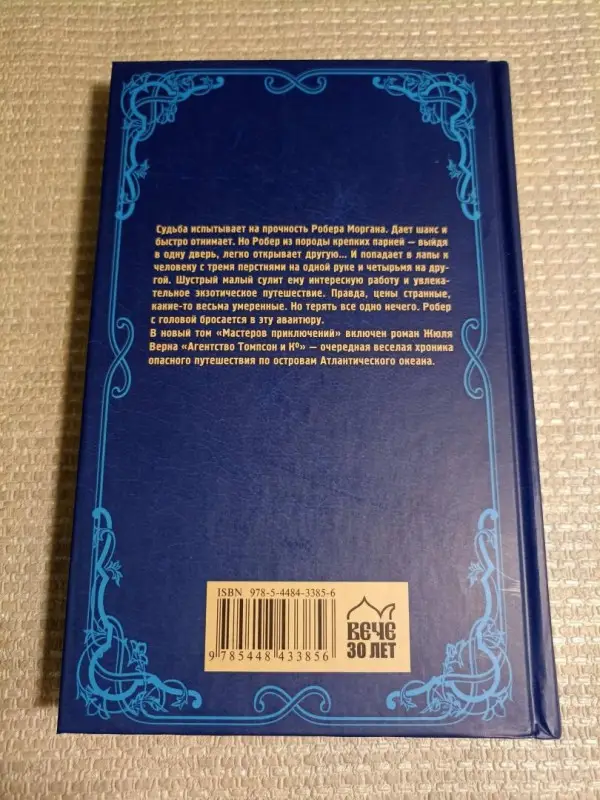 Судьба испытывает на прочность Робера Моргана. Дает шанс и
быстро отнимает. Но Робер из породы крепких парней — выйдя
в одну дверь, легко открывает другую... И попадает в лапы к
человеку с тремя перстнями на одной руке и четырьмя на дру-
гой. Шустрый малый сулит ему интересную работу и увлека-
тельное экзотическое путешествие. Правда, цены странные,
какие-то весьма умеренные. Но терять все одно нечего. Робер
с головой бросается в эту авантюру.
В новый том «Мастеров приключений» включен роман Жюля
Верна «Агентство Томпсон и Кº» — очередная веселая хроника
опасного путешествия по островам Атлантического океана.
ISBN 978-5-4484-3385-6
9 785448 433856
ВЕЧЕ
30 ЛЕТ